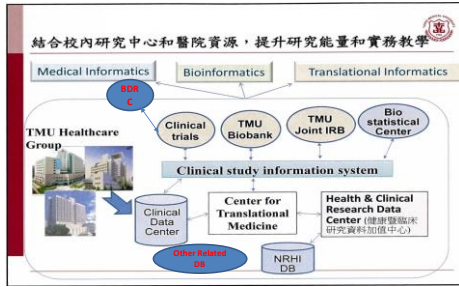 結合校內研究中心和醫院資源，提升研究能量和實務教學
Medical Informatics
Bioinformatics
Translational Informatics
BDR
C
Clinical
trials
TMU
Biobank
TMU
Joint IRB
Bio
statistical
Center
TMU Healthcare
Group
Clinical study information system
Clinical
Data
Center
Center for
Translational
Medicine
Health & Clinical
Research Data
Center (健康暨臨床
研究資料加值中心)
Other Related
DB
NRHI
DB